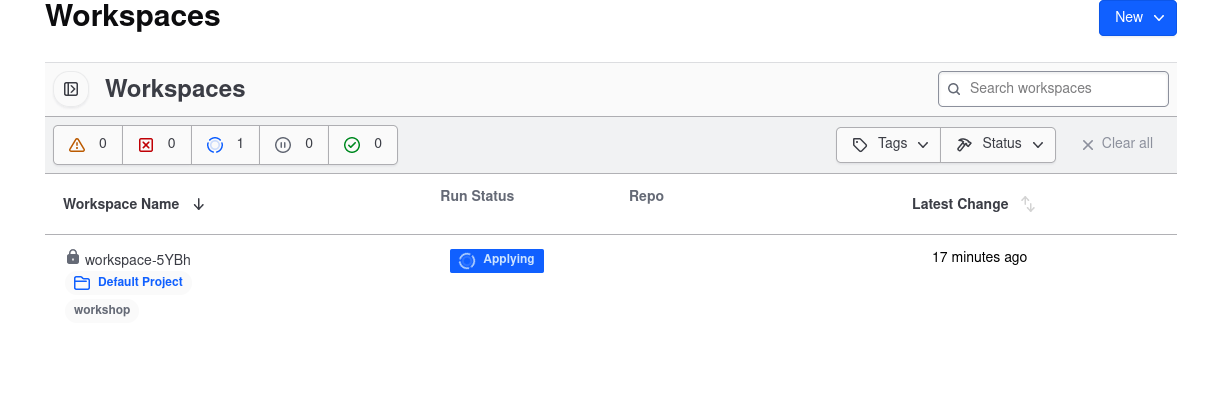 Workspaces
New
Workspaces
Search workspaces
0 0 1 0 0
Tags Status Clear all
Workspace Name Run Status Repo Latest Change
workspace-5YBh Applying 17 minutes ago
Default Project
workshop